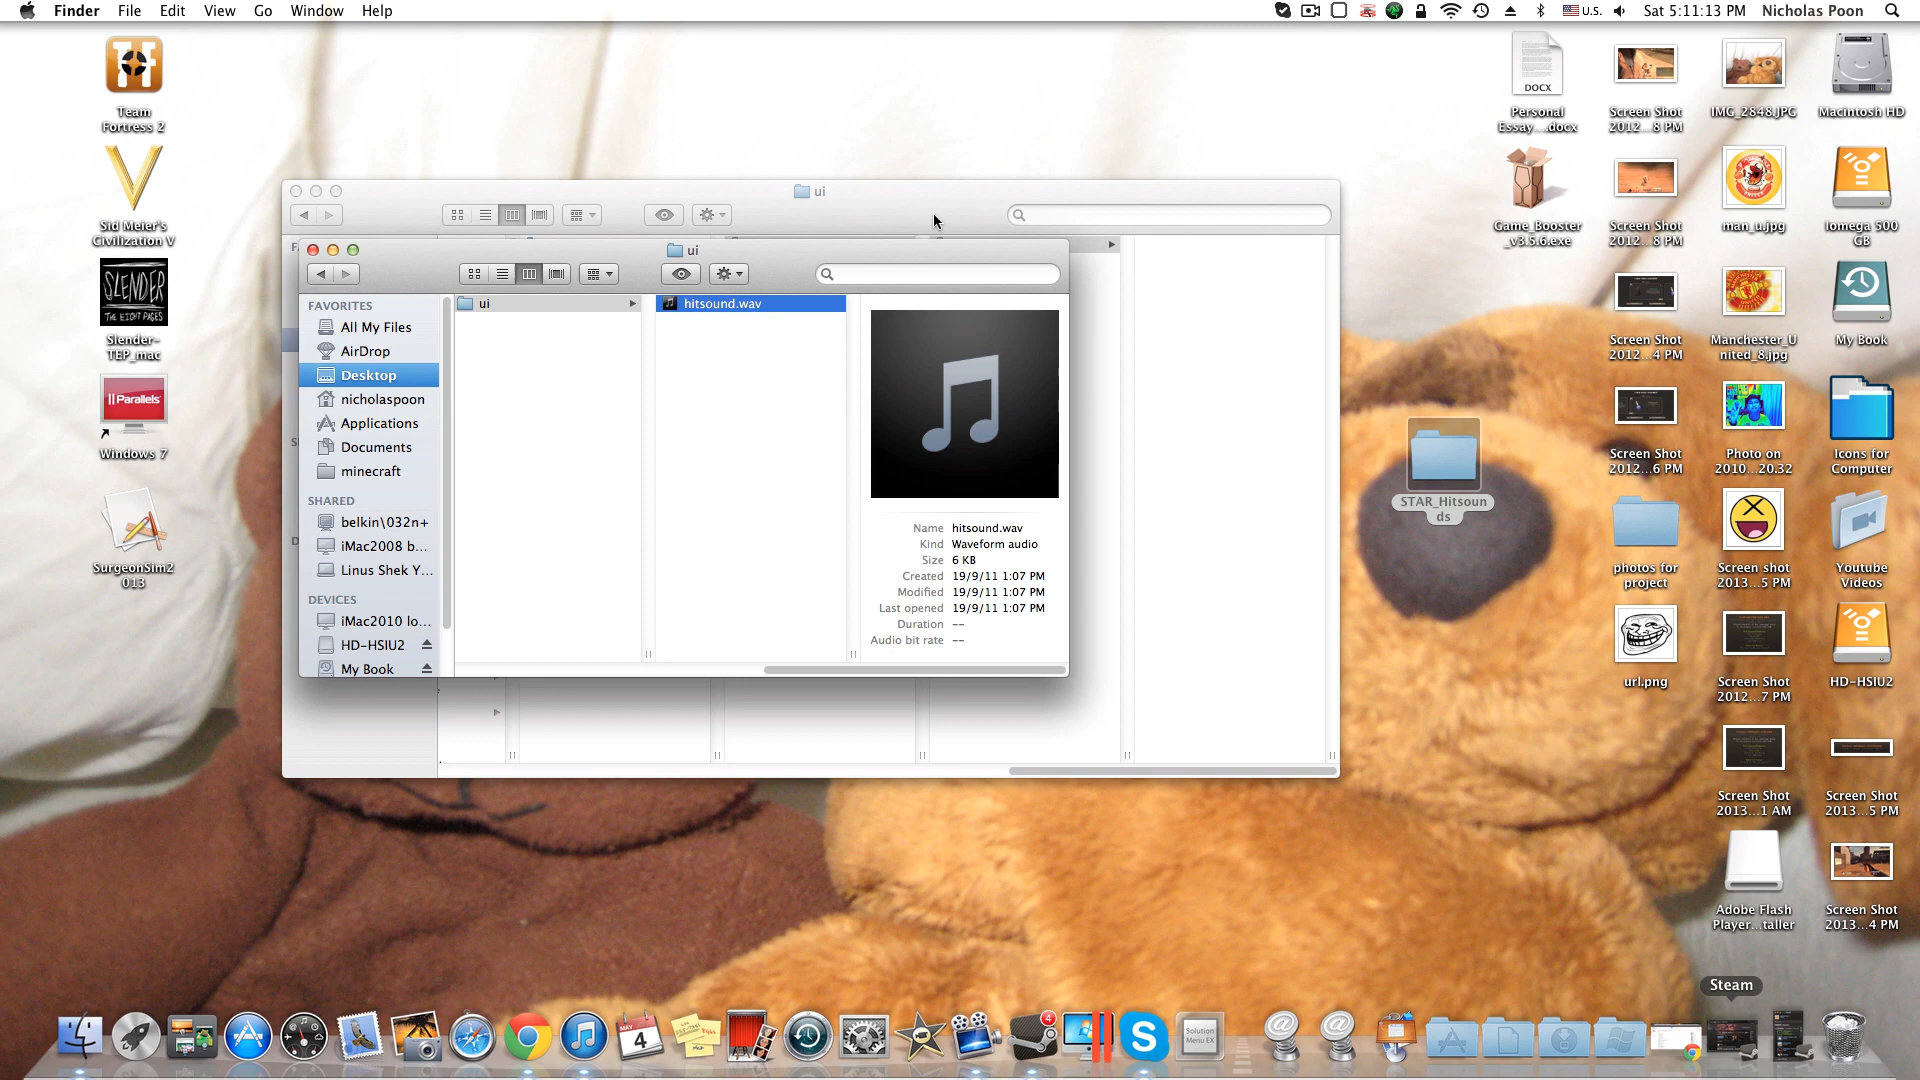 Finder File Edit View Go Window Help
U.S. Sat 5:11:13 PM Nicholas Poon
Team
Fortress 2
Sid Meier's
Civilization V
SLENDER
THE EIGHT PAGES
Slender-
TEP_mac
Parallels
Windows 7
SurgeonSim2
013
ui
ui
FAVORITES
All My Files
AirDrop
Desktop
nicholaspoon
Applications
Documents
minecraft
SHARED
belkin\032n+
iMac2008 b...
Linus Shek Y...
DEVICES
iMac2010 lo...
HD-HSIU2
My Book
ui
hitsound.wav
Name hitsound.wav
Kind Waveform audio
Size 6 KB
Created 19/9/11 1:07 PM
Modified 19/9/11 1:07 PM
Last opened 19/9/11 1:07 PM
Duration --
Audio bit rate --
STAR_Hitsoun
ds
DOCX
Personal
Essay ....docx
Game_Booster
_v3.5.6.exe
Screen Shot
2012...8 PM
Screen Shot
2012...8 PM
Screen Shot
2012...4 PM
Screen Shot
2012...6 PM
photos for
project
url.png
IMG_2848.JPG
man_u.jpg
Manchester_U
nited_8.jpg
Photo on
2010...20.32
Screen shot
2013...5 PM
Screen Shot
2012...7 PM
Screen Shot
2013...1 AM
Adobe Flash
Player...taller
Macintosh HD
Iomega 500
GB
My Book
Icons for
Computer
Youtube
Videos
HD-HSIU2
Screen Shot
2013...5 PM
Screen Shot
2013...4 PM
Steam
MAY
4
4
Solution
Menu EX